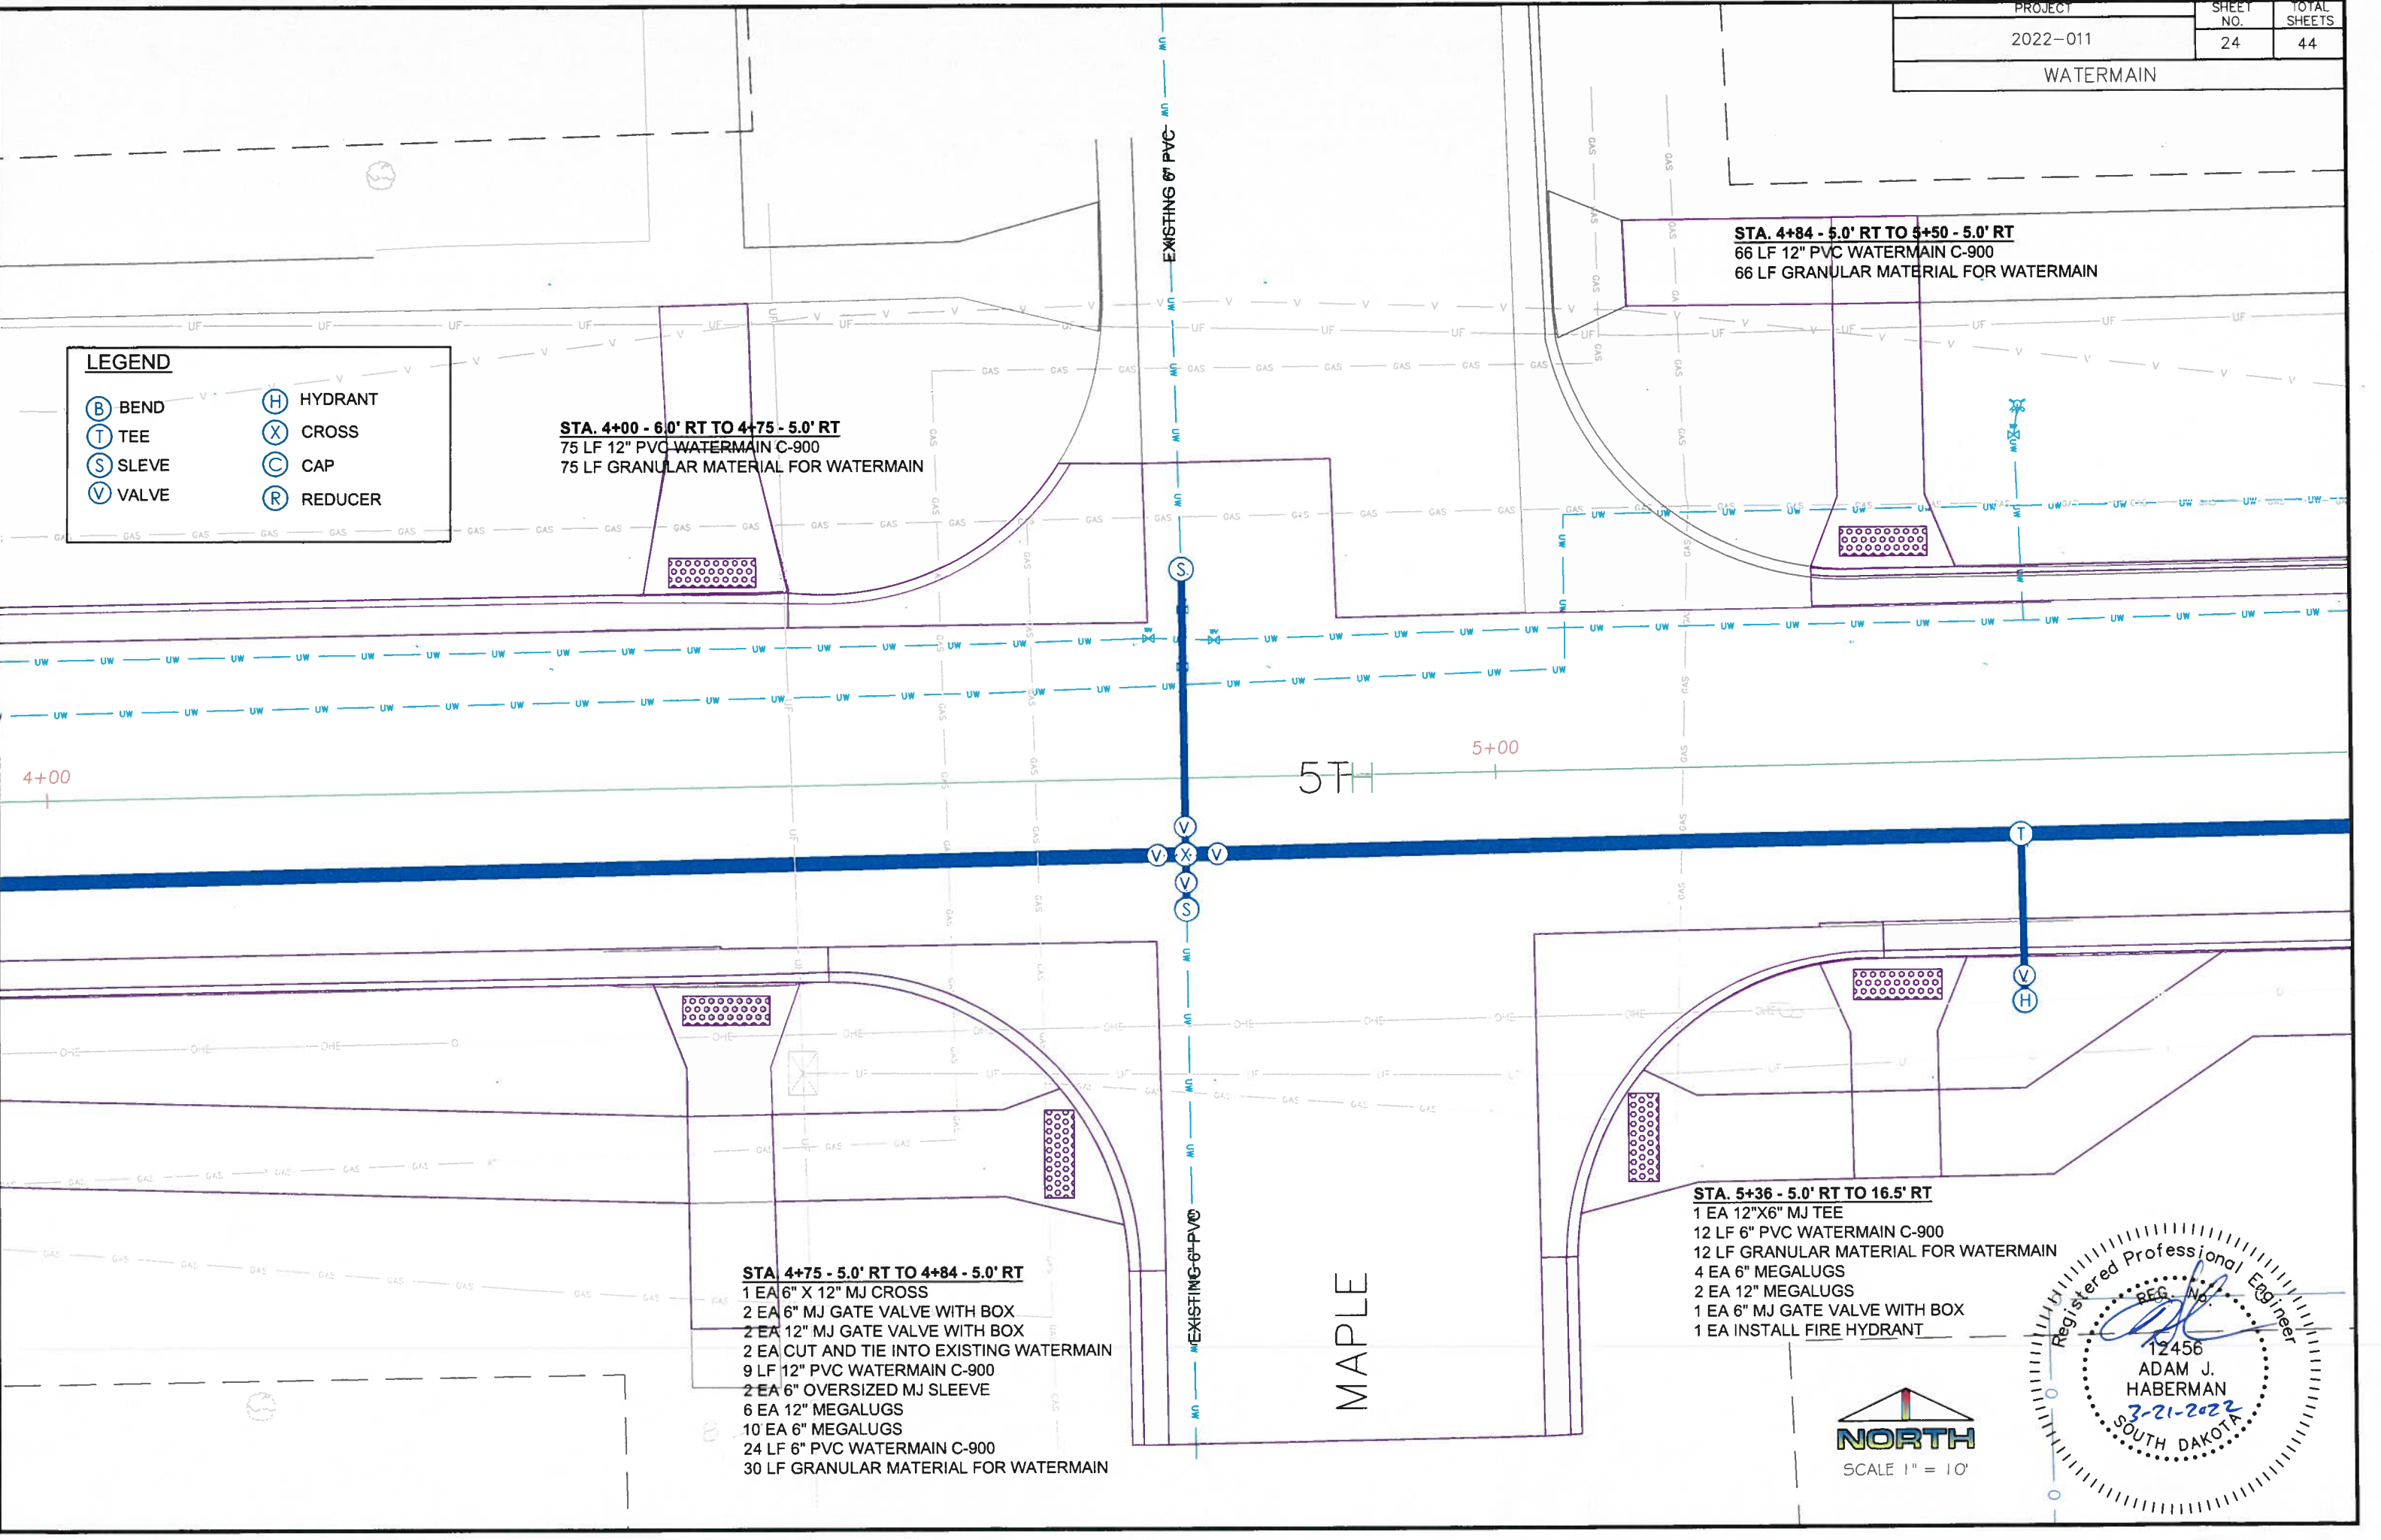 PROJECT
SHEET NO.
TOTAL SHEETS
2022-011
24
44
WATERMAIN
EXISTING 6" PVC
STA. 4+84 - 5.0' RT TO 5+50 - 5.0' RT
66 LF 12" PVC WATERMAIN C-900
66 LF GRANULAR MATERIAL FOR WATERMAIN
LEGEND
B BEND
T TEE
S SLEVE
V VALVE
H HYDRANT
X CROSS
C CAP
R REDUCER
STA. 4+00 - 6.0' RT TO 4+75 - 5.0' RT
75 LF 12" PVC WATERMAIN C-900
75 LF GRANULAR MATERIAL FOR WATERMAIN
4+00
5TH
5+00
S
V
V X V
V
S
T
V
H
EXISTING 6" PVC
MAPLE
STA. 4+75 - 5.0' RT TO 4+84 - 5.0' RT
1 EA 6" X 12" MJ CROSS
2 EA 6" MJ GATE VALVE WITH BOX
2 EA 12" MJ GATE VALVE WITH BOX
2 EA CUT AND TIE INTO EXISTING WATERMAIN
9 LF 12" PVC WATERMAIN C-900
2 EA 6" OVERSIZED MJ SLEEVE
6 EA 12" MEGALUGS
10 EA 6" MEGALUGS
24 LF 6" PVC WATERMAIN C-900
30 LF GRANULAR MATERIAL FOR WATERMAIN
STA. 5+36 - 5.0' RT TO 16.5' RT
1 EA 12"X6" MJ TEE
12 LF 6" PVC WATERMAIN C-900
12 LF GRANULAR MATERIAL FOR WATERMAIN
4 EA 6" MEGALUGS
2 EA 12" MEGALUGS
1 EA 6" MJ GATE VALVE WITH BOX
1 EA INSTALL FIRE HYDRANT
NORTH
SCALE 1" = 10'
Registered Professional Engineer
REG. No.
12456
ADAM J.
HABERMAN
3-21-2022
SOUTH DAKOTA